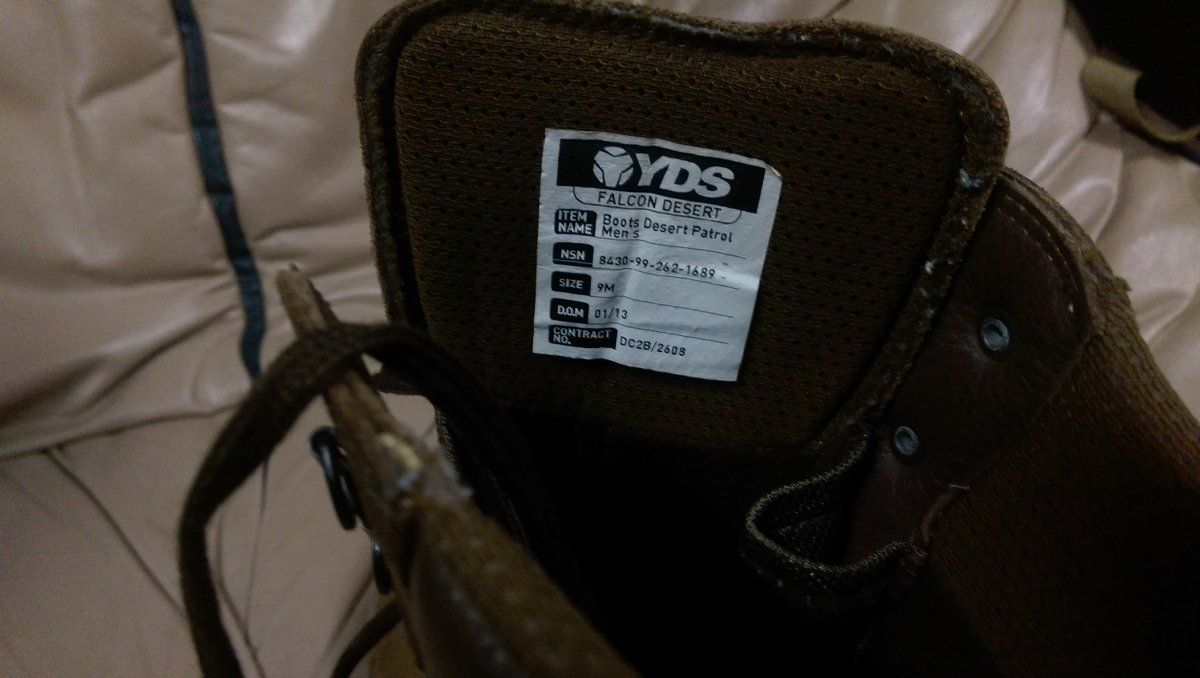 YDS
FALCON DESERT
ITEM NAME Boots Desert Patrol Men's
NSN 8430-99-262-1689
SIZE 9M
D.O.M 01/13
CONTRACT NO. DC2B/2608